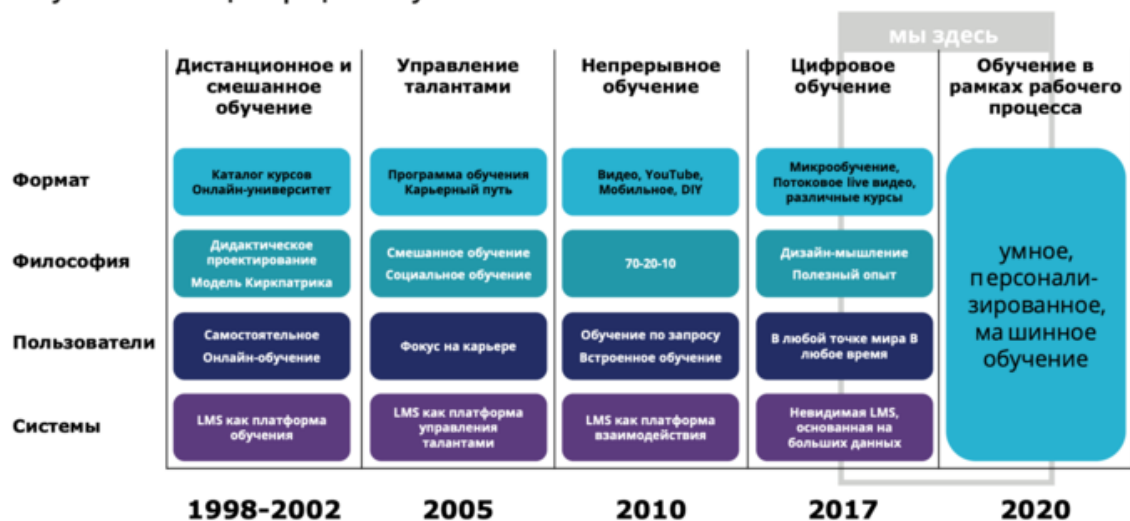 мы здесь
Дистанционное и
смешанное
обучение
Управление
талантами
Непрерывное
обучение
Цифровое
обучение
Обучение в
рамках рабочего
процесса
Формат
Каталог курсов
Онлайн-университет
Программа обучения
Карьерный путь
Видео, YouTube,
Мобильное, DIY
Микрообучение,
Потоковое live видео,
различные курсы
Философия
Дидактическое
проектирование
Модель Киркпатрика
Смешанное обучение
Социальное обучение
70-20-10
Дизайн-мышление
Полезный опыт
Пользователи
Самостоятельное
Онлайн-обучение
Фокус на карьере
Обучение по запросу
Встроенное обучение
В любой точке мира В
любое время
Системы
LMS как платформа
обучения
LMS как платформа
управления
талантами
LMS как платформа
взаимодействия
Невидимая LMS,
основанная на
больших данных
умное,
персонали-
зированное,
ма шинное
обучение
1998-2002
2005
2010
2017
2020